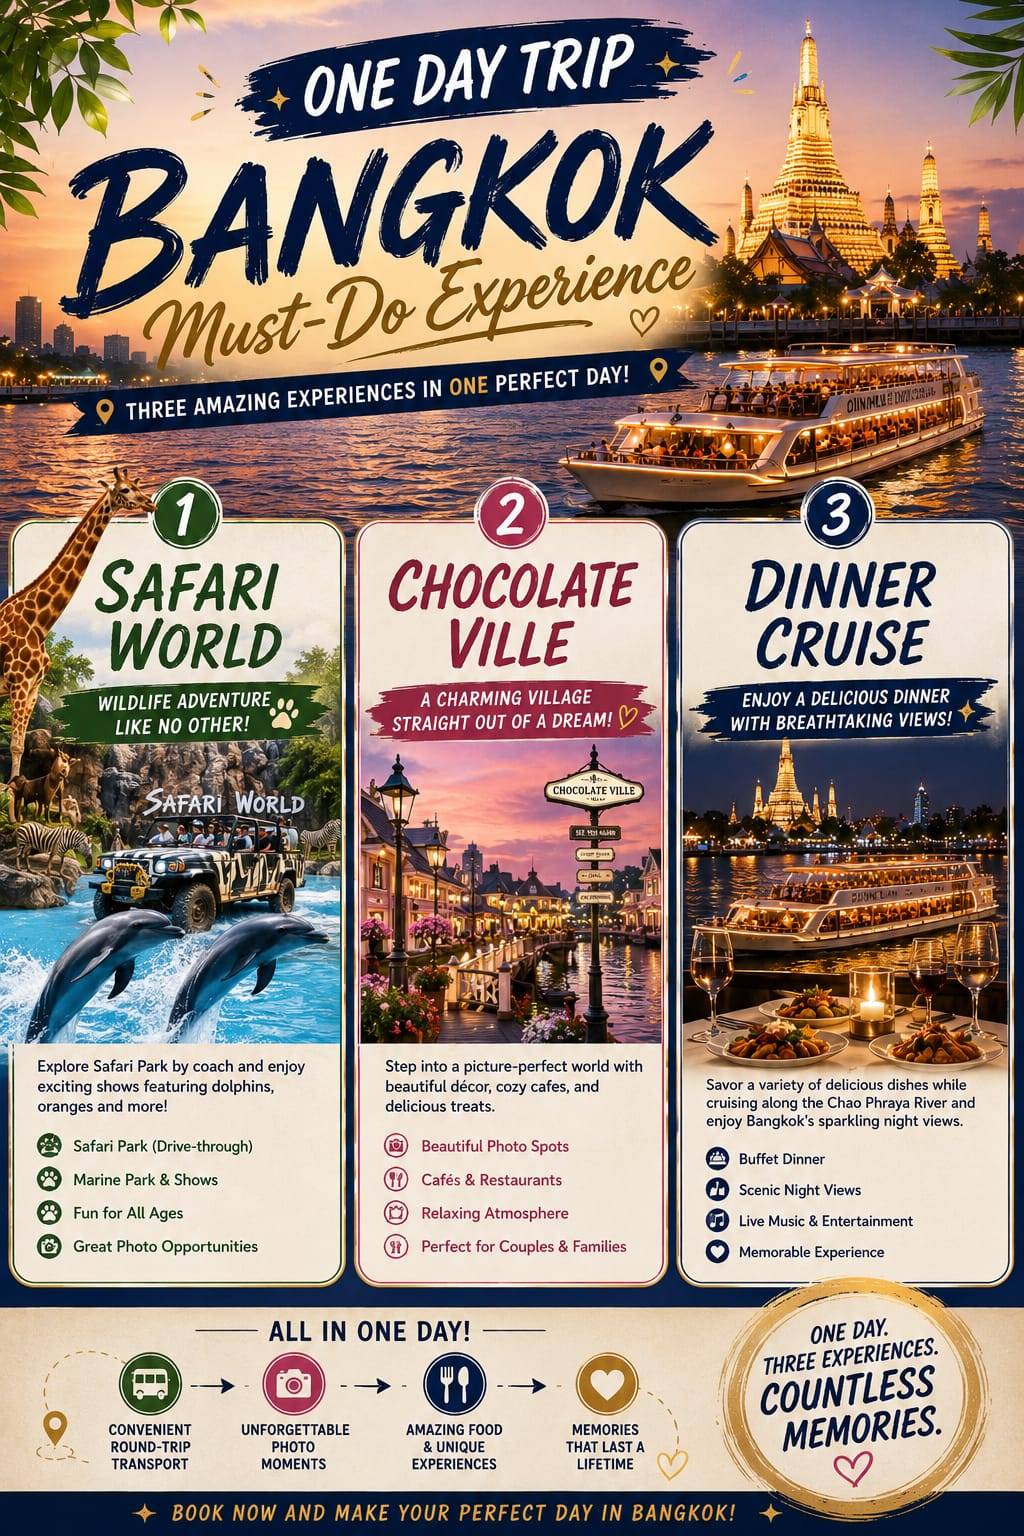 ONE DAY TRIP
BANGKOK
Must-Do Experience
THREE AMAZING EXPERIENCES IN ONE PERFECT DAY!
1
SAFARI
WORLD
WILDLIFE ADVENTURE
LIKE NO OTHER!
SAFARI WORLD
Explore Safari Park by coach and enjoy
exciting shows featuring dolphins,
oranges and more!
Safari Park (Drive-through)
Marine Park & Shows
Fun for All Ages
Great Photo Opportunities
2
CHOCOLATE
VILLE
A CHARMING VILLAGE
STRAIGHT OUT OF A DREAM!
CHOCOLATE VILLE
Step into a picture-perfect world with
beautiful décor, cozy cafes, and
delicious treats.
Beautiful Photo Spots
Cafés & Restaurants
Relaxing Atmosphere
Perfect for Couples & Families
3
DINNER
CRUISE
ENJOY A DELICIOUS DINNER
WITH BREATHTAKING VIEWS!
Savor a variety of delicious dishes while
cruising along the Chao Phraya River and
enjoy Bangkok's sparkling night views.
Buffet Dinner
Scenic Night Views
Live Music & Entertainment
Memorable Experience
ALL IN ONE DAY!
CONVENIENT
ROUND-TRIP
TRANSPORT
UNFORGETTABLE
PHOTO
MOMENTS
AMAZING FOOD
& UNIQUE
EXPERIENCES
MEMORIES
THAT LAST A
LIFETIME
ONE DAY.
THREE EXPERIENCES.
COUNTLESS
MEMORIES.
BOOK NOW AND MAKE YOUR PERFECT DAY IN BANGKOK!